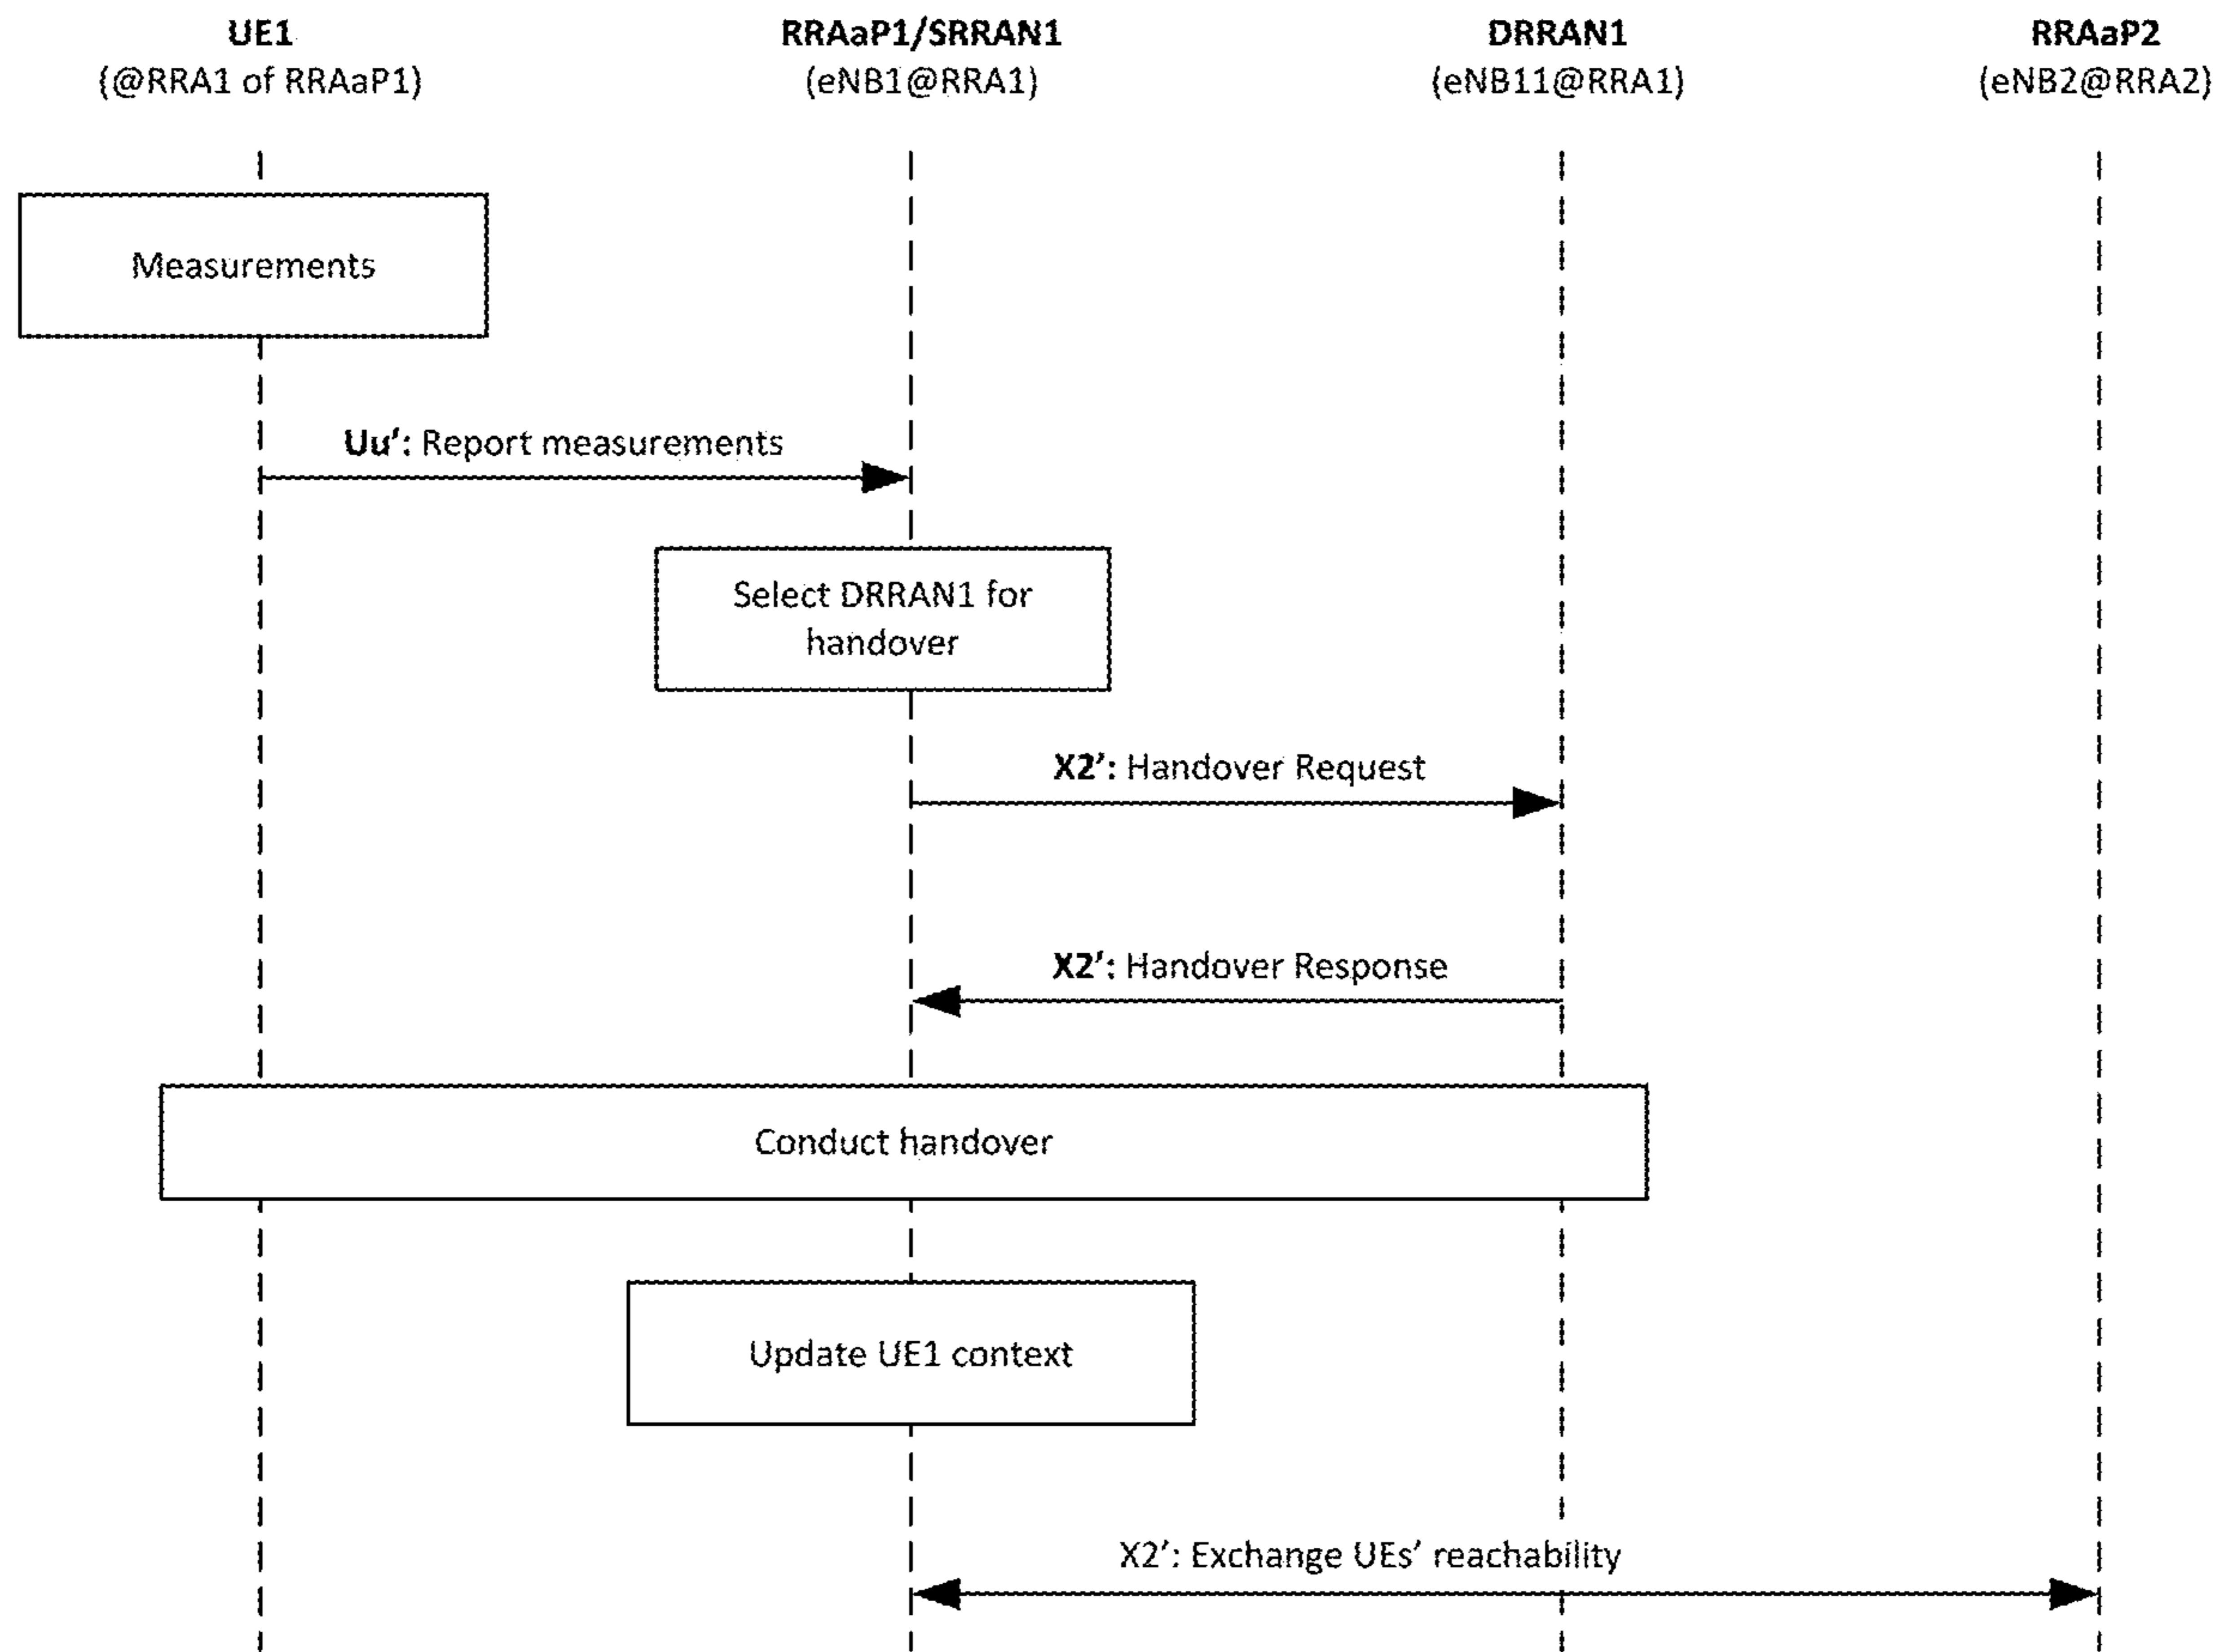 UE1
(@RRA1 of RRAaP1)
RRAaP1/SRRAN1
(eNB1@RRA1)
DRRAN1
(eNB11@RRA1)
RRAaP2
(eNB2@RRA2)
Measurements
Uu': Report measurements
Select DRRAN1 for
handover
X2': Handover Request
X2': Handover Response
Conduct handover
Update UE1 context
X2': Exchange UEs' reachability